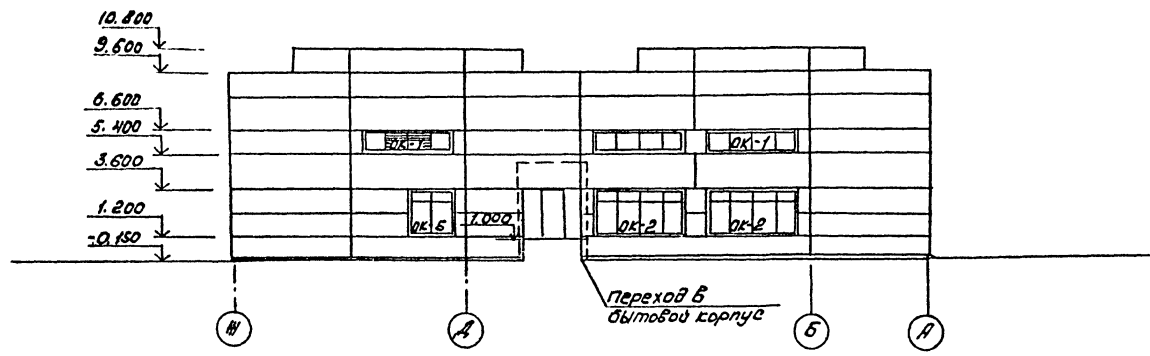 10.800
9.600
6.600
5.400
3.600
1.200
-0.150
ОК-1
ОК-1
ОК-5
1.000
ОК-2
ОК-2
Переход в
бытовой корпус
Ж
Д
Б
А